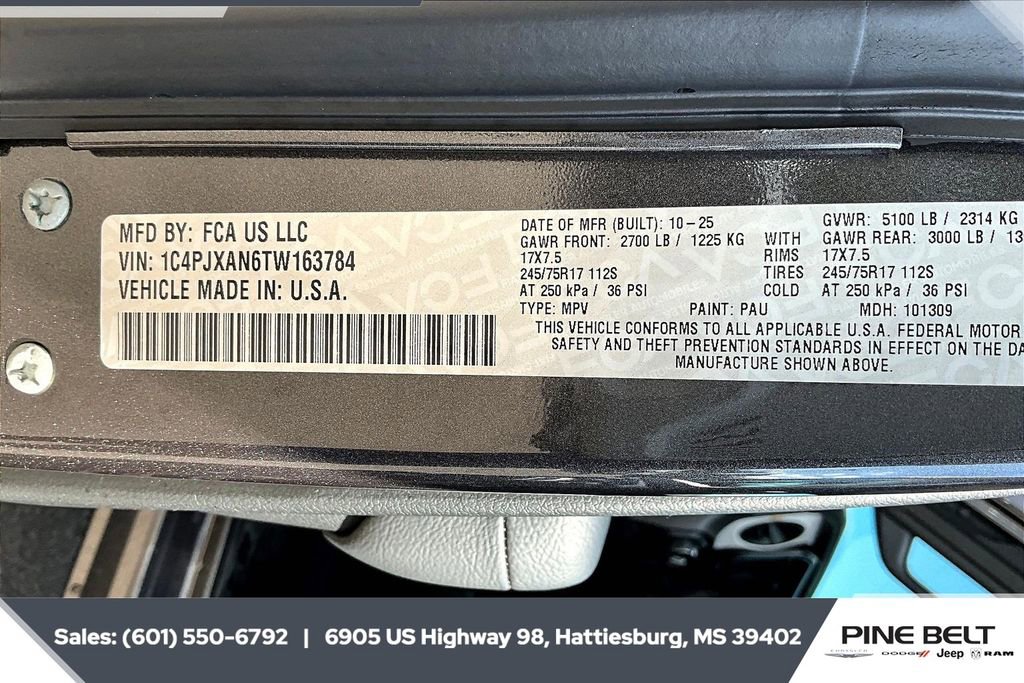 MFD BY: FCA US LLC
VIN: 1C4PJXAN6TW163784
VEHICLE MADE IN: U.S.A.
DATE OF MFR (BUILT): 10-25 GVWR: 5100 LB / 2314 KG
GAWR FRONT: 2700 LB / 1225 KG WITH GAWR REAR: 3000 LB / 13
17X7.5 RIMS 17X7.5
245/75R17 112S TIRES 245/75R17 112S
AT 250 kPa / 36 PSI COLD AT 250 kPa / 36 PSI
TYPE: MPV PAINT: PAU MDH: 101309
THIS VEHICLE CONFORMS TO ALL APPLICABLE U.S.A. FEDERAL MOTOR
SAFETY AND THEFT PREVENTION STANDARDS IN EFFECT ON THE DA
MANUFACTURE SHOWN ABOVE.
Sales: (601) 550-6792 | 6905 US Highway 98, Hattiesburg, MS 39402
PINE BELT
CHRYSLER DODGE Jeep RAM